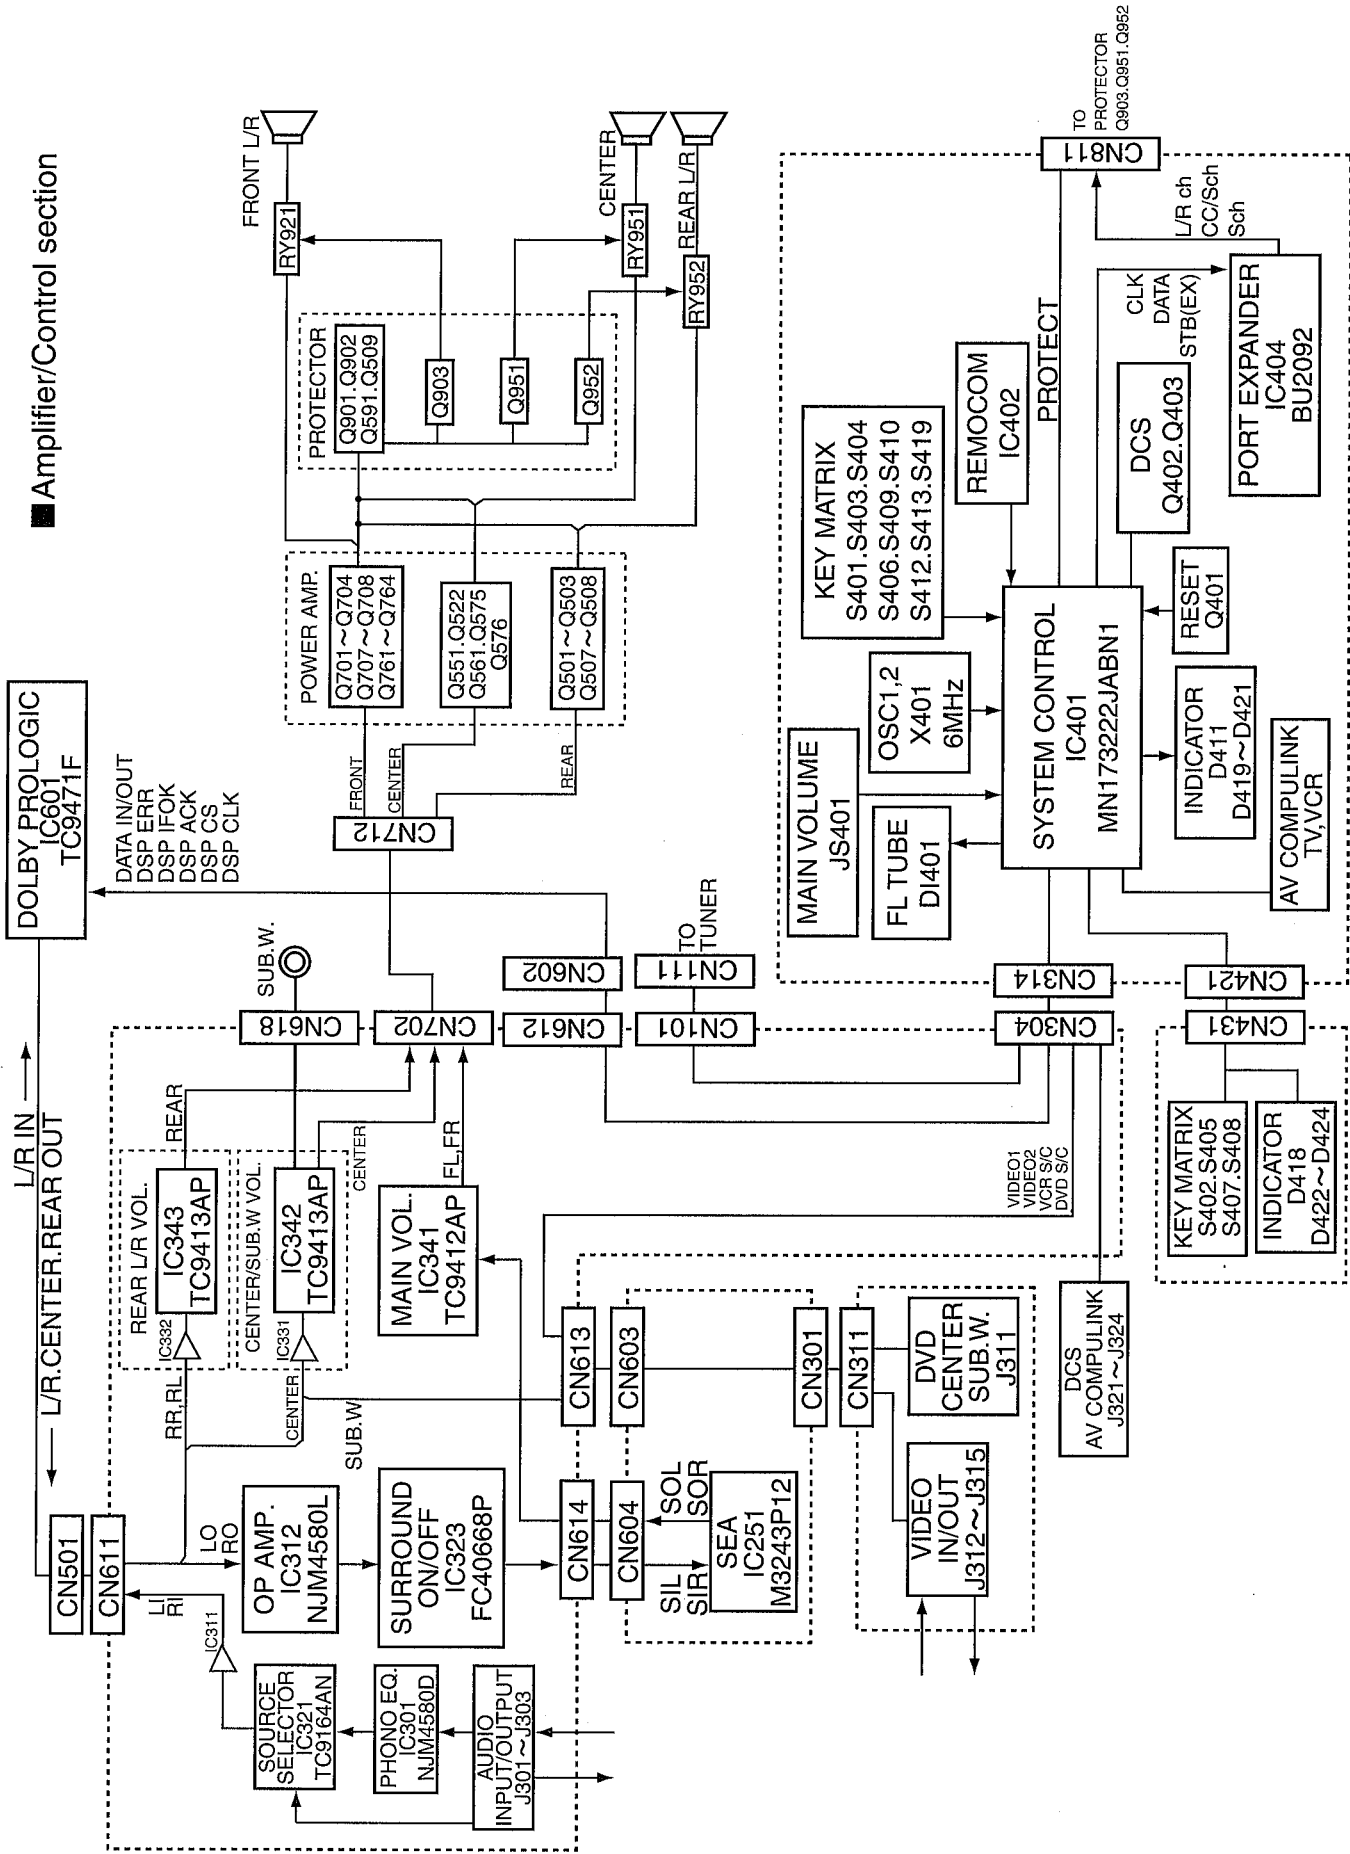 ■ Amplifier/Control section
L/R IN
L/R.CENTER.REAR OUT
DOLBY PROLOGIC
IC601
TC9471F
DATA IN/OUT
DSP ERR
DSP IFOK
DSP ACK
DSP CS
DSP CLK
CN501
CN611
LI
RI
IC311
SOURCE
SELECTOR
IC321
TC9164AN
PHONO EQ.
IC301
NJM4580D
AUDIO
INPUT/OUTPUT
J301～J303
LO
RO
OP AMP.
IC312
NJM4580L
SURROUND
ON/OFF
IC323
FC40668P
RR,RL
CENTER
SUB.W.
REAR L/R VOL.
IC332
IC343
TC9413AP
REAR
CENTER/SUB.W VOL.
IC331
IC342
TC9413AP
CENTER
MAIN VOL.
IC341
TC9412AP
FL,FR
CN618
SUB.W.
CN702
CN612
CN602
CN101
CN111
TO
TUNER
CN712
FRONT
CENTER
REAR
POWER AMP.
Q701～Q704
Q707～Q708
Q761～Q764
Q551.Q522
Q561.Q575
Q576
Q501～Q503
Q507～Q508
PROTECTOR
Q901.Q902
Q591.Q509
Q903
Q951
Q952
RY921
FRONT L/R
RY951
CENTER
RY952
REAR L/R
CN614
CN613
CN604
CN603
SIL
SIR
SOL
SOR
SEA
IC251
M3243P12
CN301
CN311
VIDEO
IN/OUT
J312～J315
DVD
CENTER
SUB.W.
J311
VIDEO1
VIDEO2
VCR S/C
DVD S/C
CN304
CN314
DCS
AV COMPULINK
J321～J324
CN431
CN421
KEY MATRIX
S402.S405
S407.S408
INDICATOR
D418
D422～D424
MAIN VOLUME
JS401
FL TUBE
DI401
OSC1,2
X401
6MHz
KEY MATRIX
S401.S403.S404
S406.S409.S410
S412.S413.S419
REMOCOM
IC402
SYSTEM CONTROL
IC401
MN173222JABN1
AV COMPULINK
TV,VCR
INDICATOR
D411
D419～D421
RESET
Q401
DCS
Q402.Q403
PORT EXPANDER
IC404
BU2092
PROTECT
CLK
DATA
STB(EX)
L/R ch
CC/Sch
Sch
CN811
TO
PROTECTOR
Q903.Q951.Q952